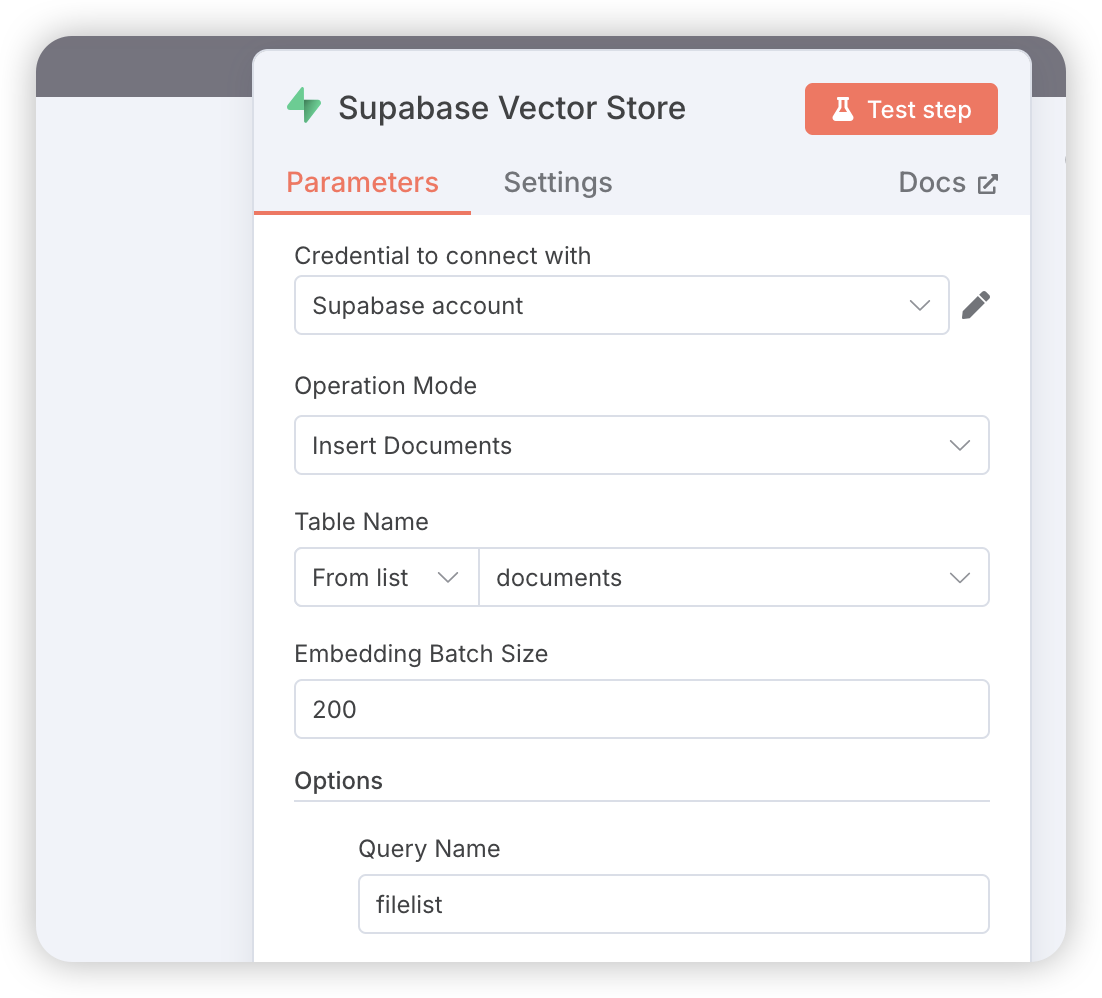 Supabase Vector Store
Test step
Parameters
Settings
Docs
Credential to connect with
Supabase account
Operation Mode
Insert Documents
Table Name
From list
documents
Embedding Batch Size
200
Options
Query Name
filelist